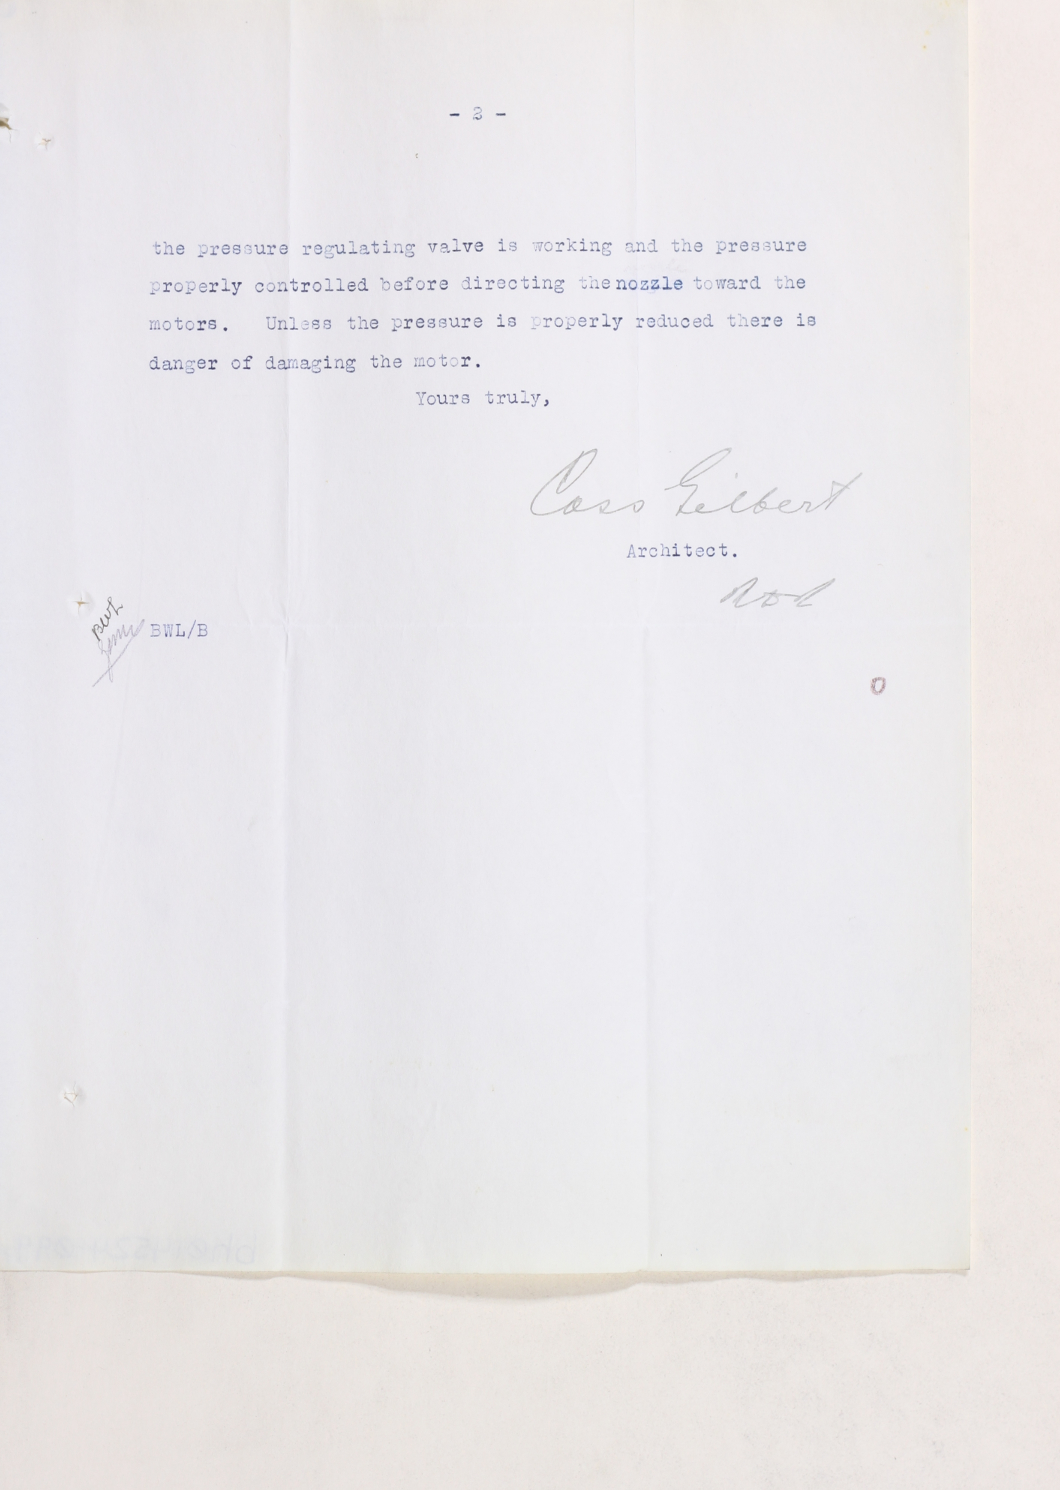 - 2 -
the pressure regulating valve is working and the pressure
properly controlled before directing the nozzle toward the
motors. Unless the pressure is properly reduced there is
danger of damaging the motor.
Yours truly,
Cass Gilbert
Architect.
BWL
BWL/B
O